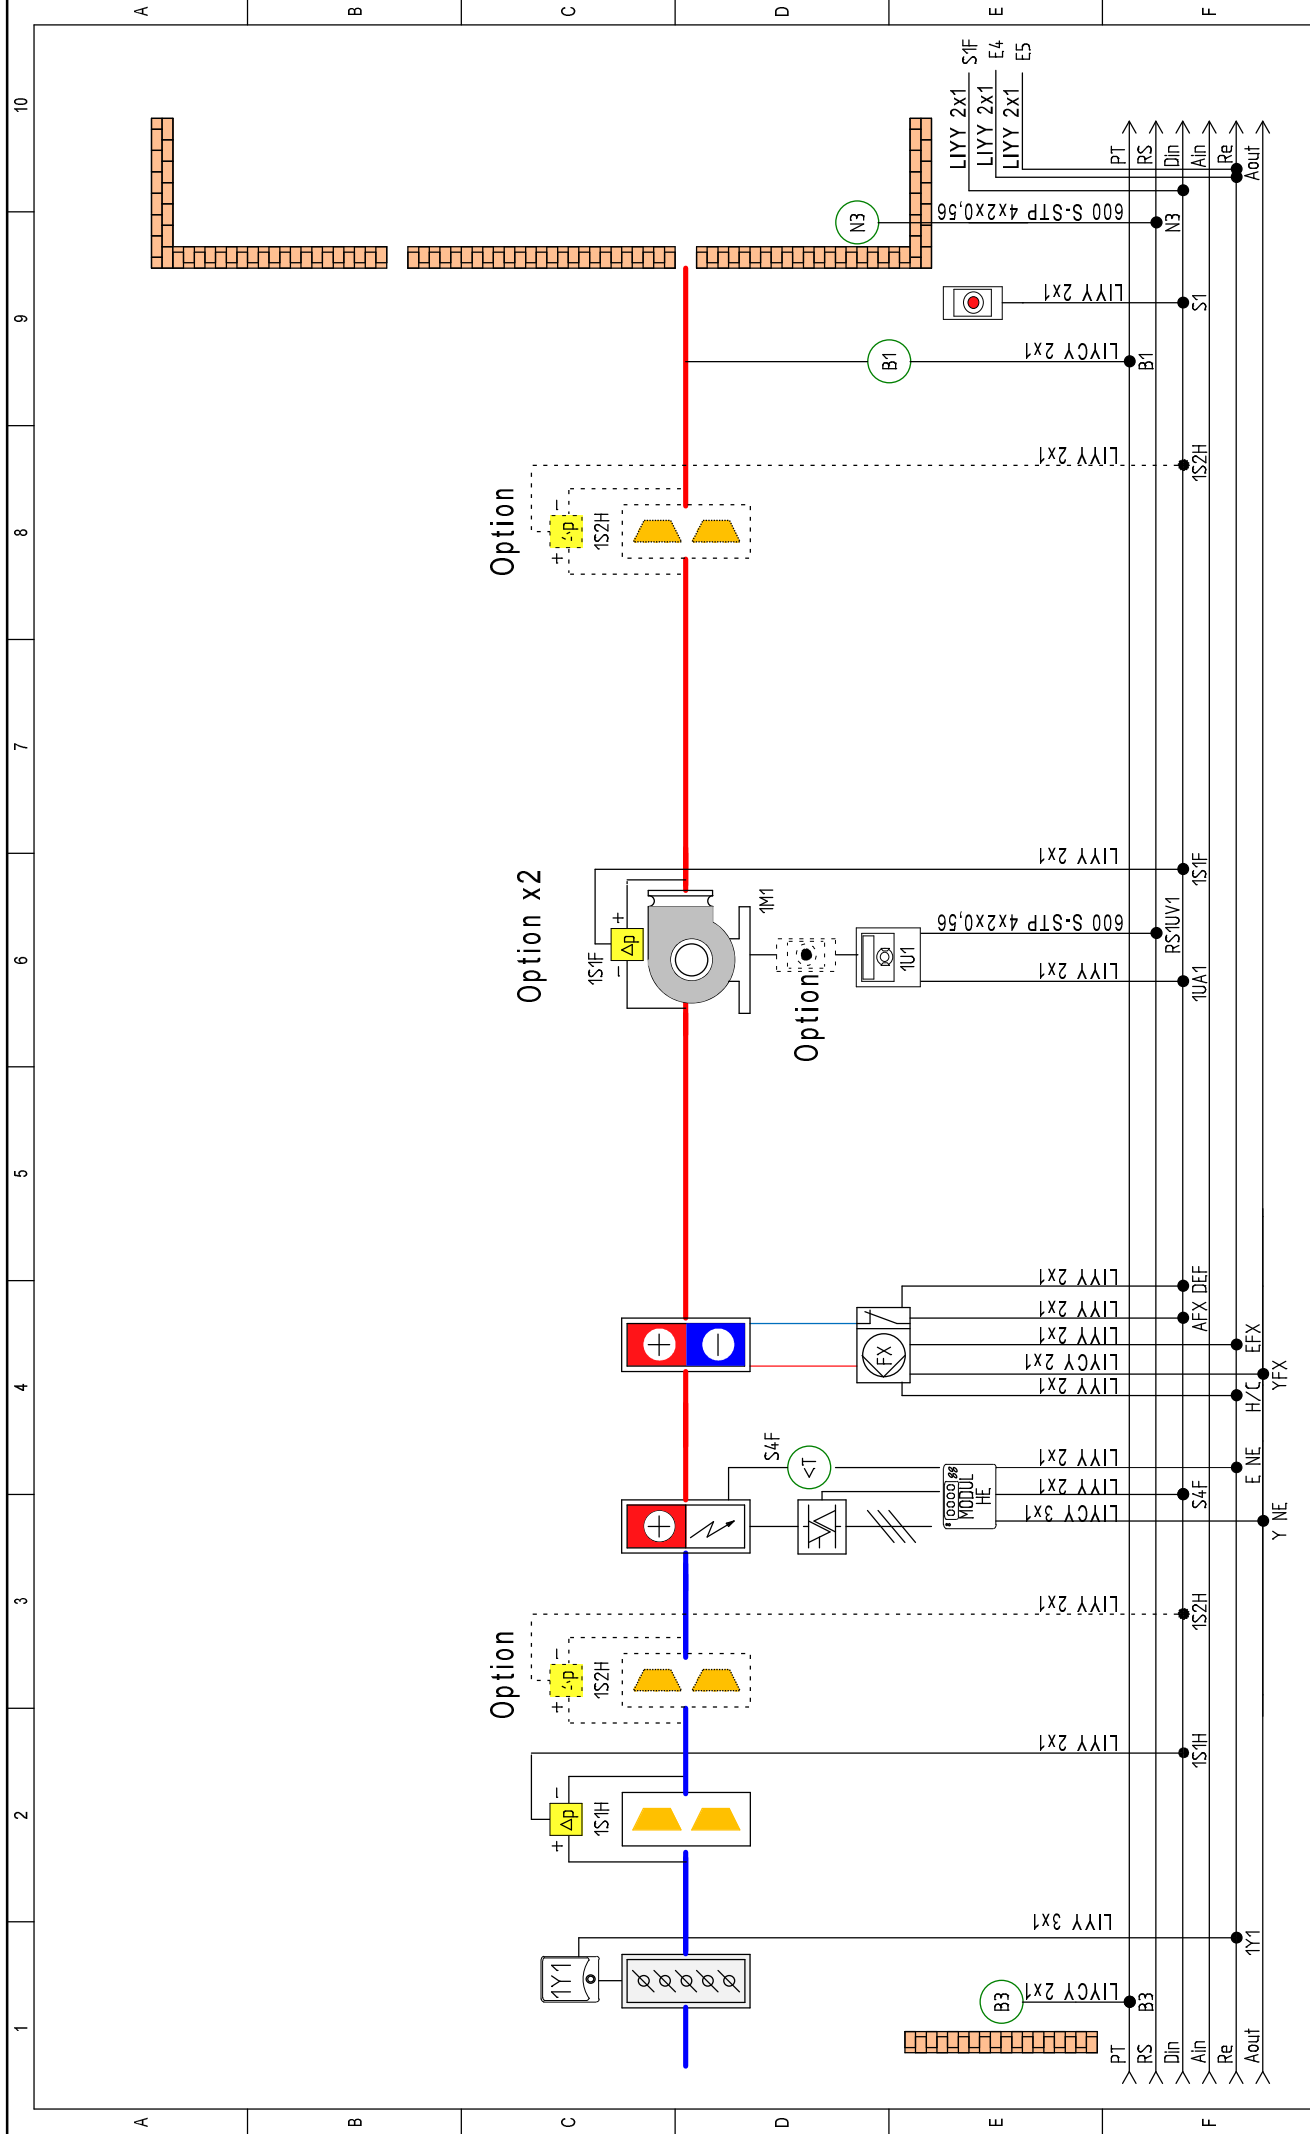 A
B
C
D
E
F
1
2
3
4
5
6
7
8
9
10
A
B
C
D
E
F
1Y1
+
Δp
−
1S1H
Option
+
Δp
−
1S2H
Option x2
1S1F
−
Δp
+
1M1
Option
1U1
Option
+
Δp
−
1S2H
S4F
<T
MODUL
HE
0000
88
FX
B3
B1
N3
LIYCY 2x1
LIYY 3x1
LIYY 2x1
LIYY 2x1
LIYCY 3x1
LIYY 2x1
LIYY 2x1
LIYY 2x1
LIYCY 2x1
LIYY 2x1
LIYY 2x1
LIYY 2x1
LIYY 2x1
600 S-STP 4x2x0,56
LIYY 2x1
LIYY 2x1
LIYCY 2x1
LIYY 2x1
600 S-STP 4x2x0,56
LIYY 2x1 S1F
LIYY 2x1 E4
LIYY 2x1 E5
PT
RS
Din
Ain
Re
Aout
B3
1Y1
1S1H
1S2H
Y NE
S4F
E NE
H/C
YFX
EFX
AFX
DEF
1UA1
RS1UV1
1S1F
1S2H
B1
S1
N3
PT
RS
Din
Ain
Re
Aout